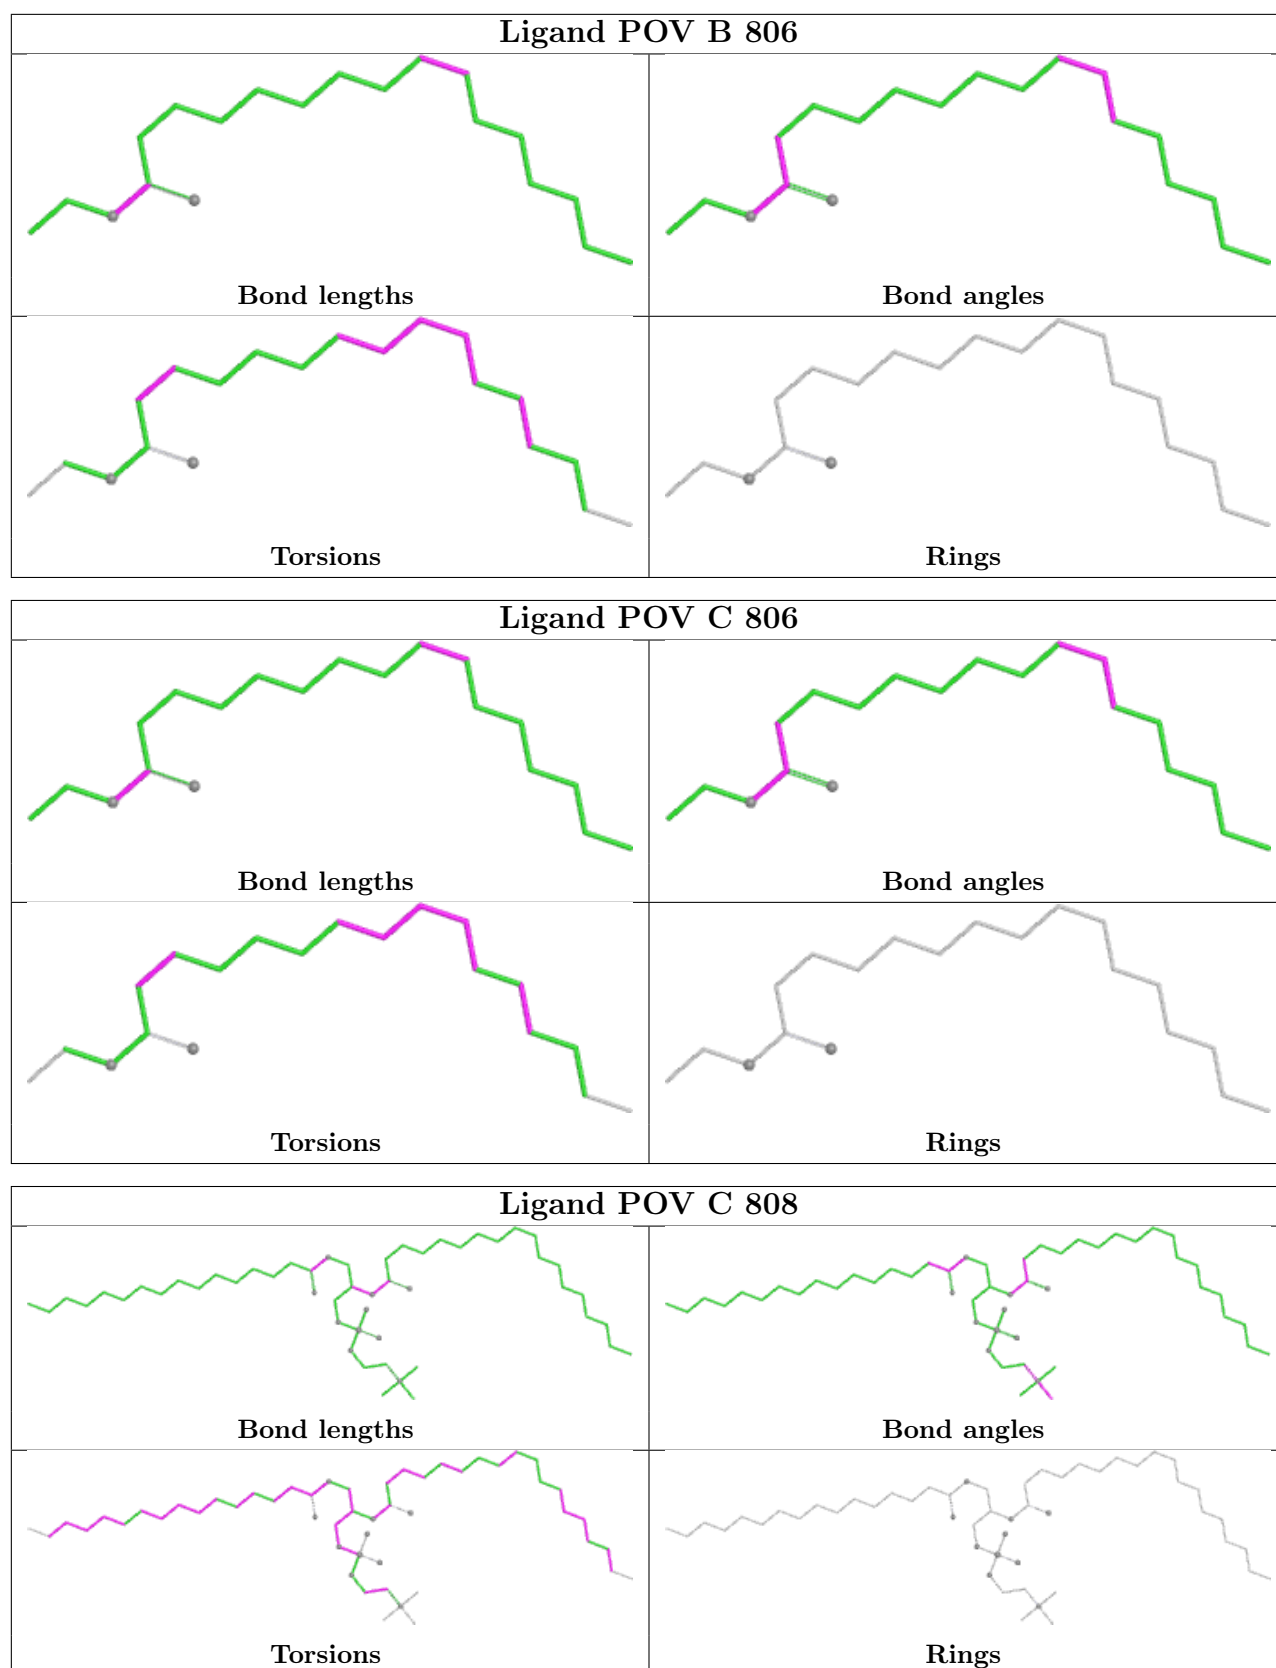 Ligand POV B 806
Bond lengths
Bond angles
Torsions
Rings
Ligand POV C 806
Bond lengths
Bond angles
Torsions
Rings
Ligand POV C 808
Bond lengths
Bond angles
Torsions
Rings